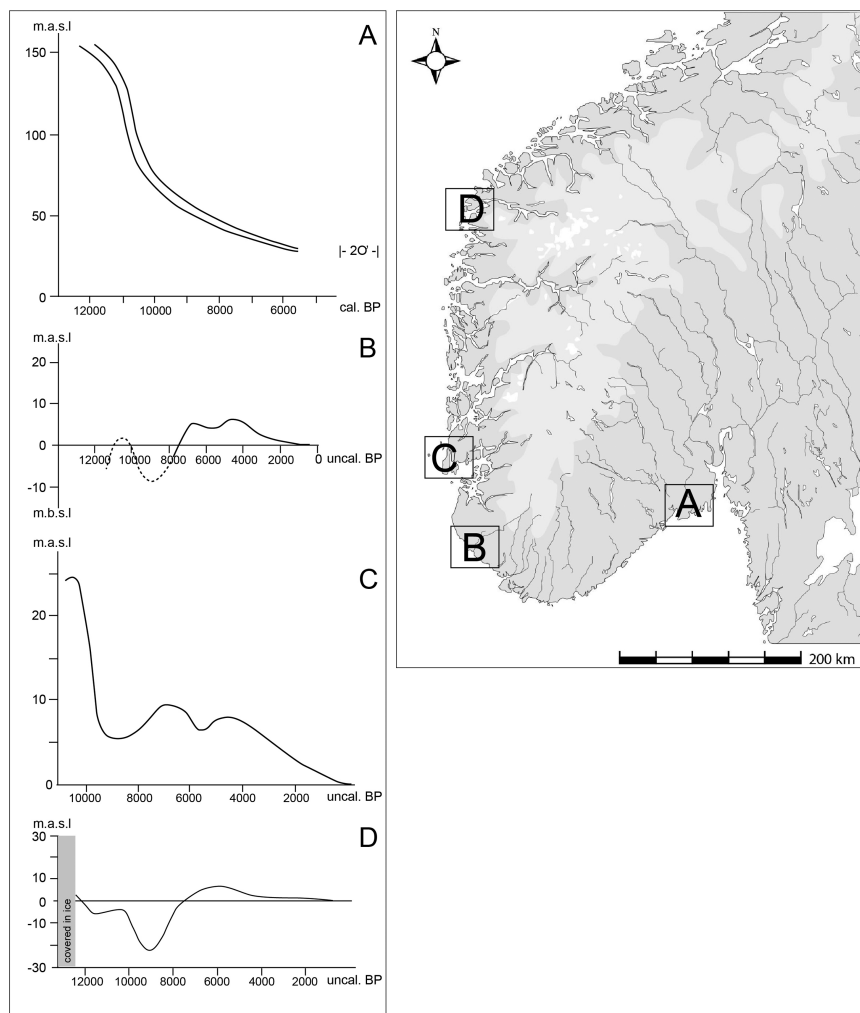 m.a.s.l
A
150
100
50
0
12000 10000 8000 6000
|- 2Ơ -|
cal. BP
m.a.s.l
B
20
10
0
-10
12000 10000 8000 6000 4000 2000 0
uncal. BP
m.b.s.l
m.a.s.l
C
20
10
0
10000 8000 6000 4000 2000 uncal. BP
m.a.s.l
D
30
10
0
-10
-30
covered in ice
12000 10000 8000 6000 4000 2000 uncal. BP
N
D
C
A
B
200 km